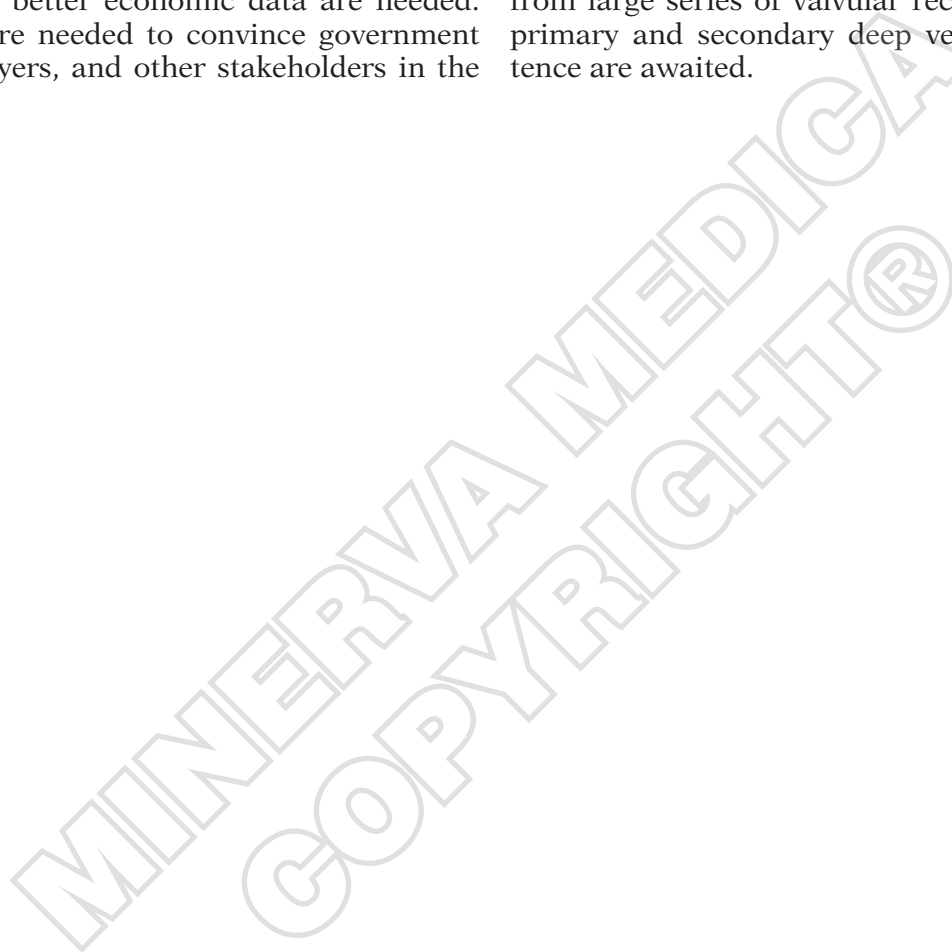 better economic data are needed.
re needed to convince government
yers, and other stakeholders in the
from large series of valvular rec
primary and secondary deep ve
tence are awaited.
MINERVA MEDICA
COPYRIGHT®